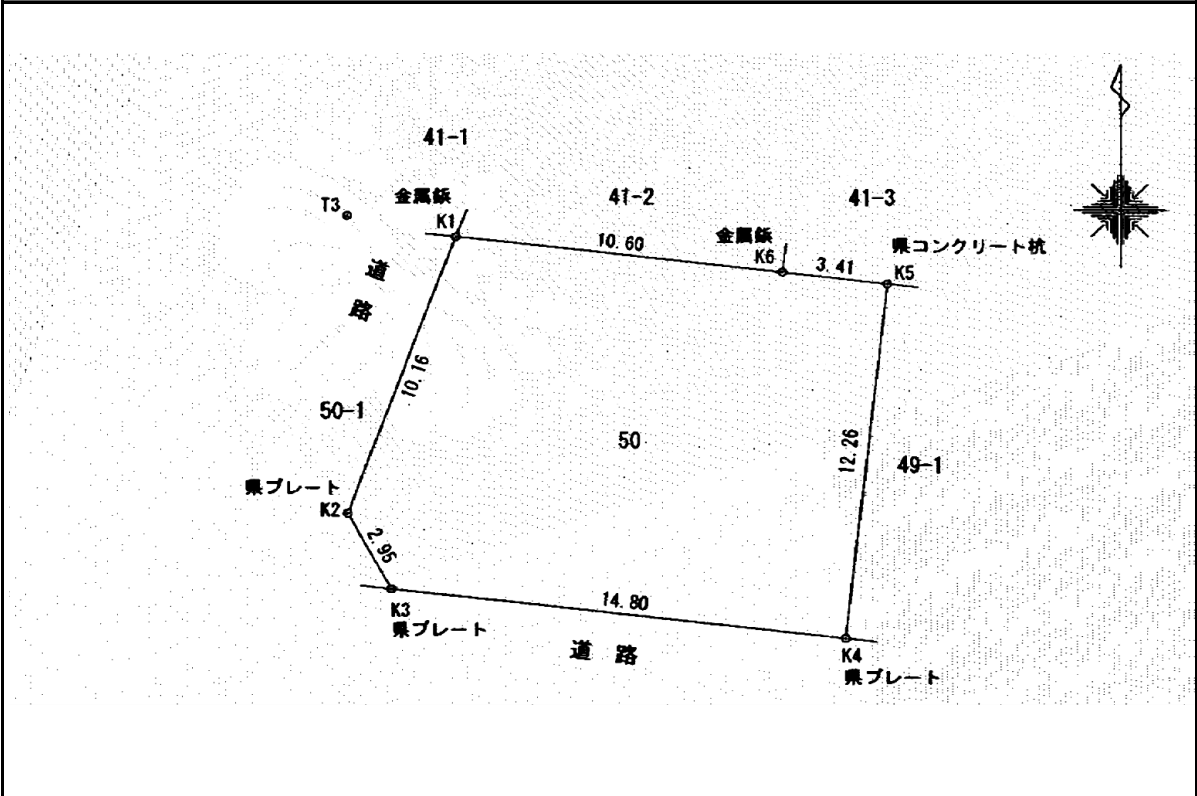 41-1
金属鋲
41-2
41-3
T3
K1
10.60
金属鋲
K6
県コンクリート杭
3.41
K5
道路
10.16
50-1
50
12.26
49-1
県プレート
K2
2.95
K3
県プレート
14.80
道路
K4
県プレート